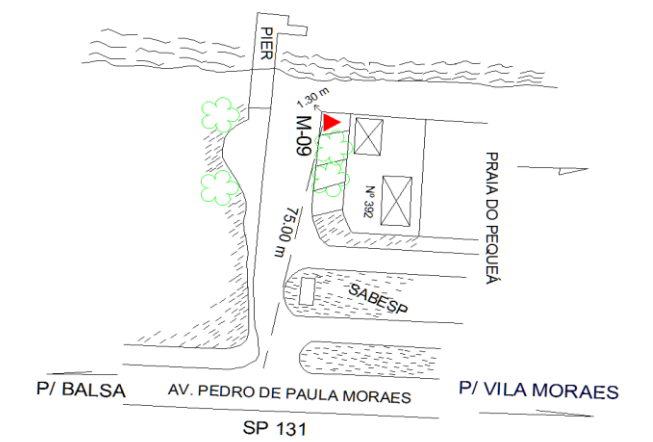 PIER
1.30 m
M-09
PRAIA DO PEQUEÁ
Nº 392
75.00 m
SABESP
P/ BALSA
AV. PEDRO DE PAULA MORAES
P/ VILA MORAES
SP 131